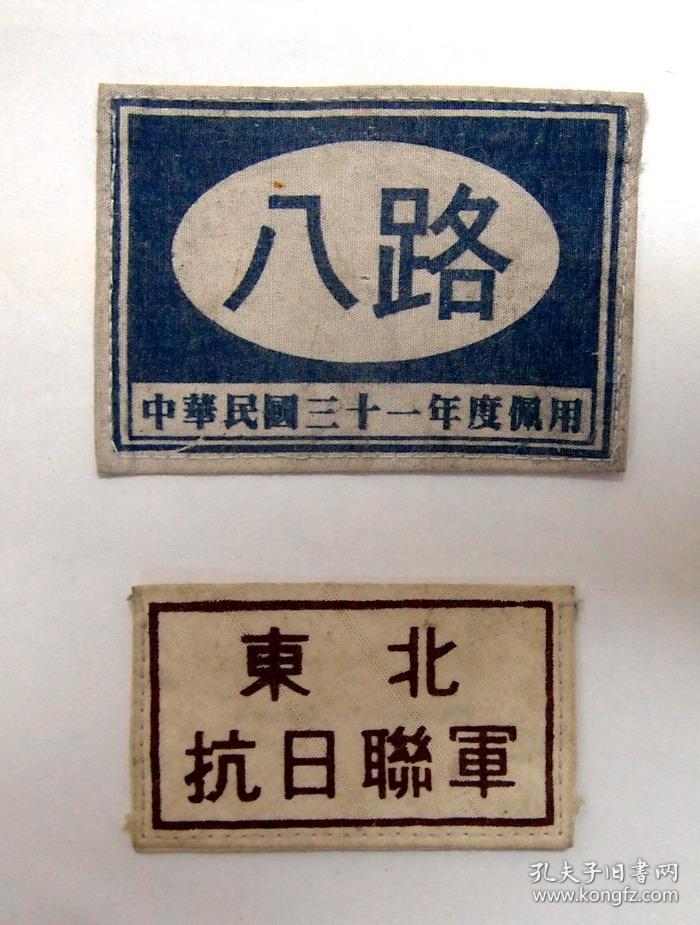 八路
中華民國三十一年度佩用
東北
抗日聯軍
孔夫子旧书网
www.kongfz.com